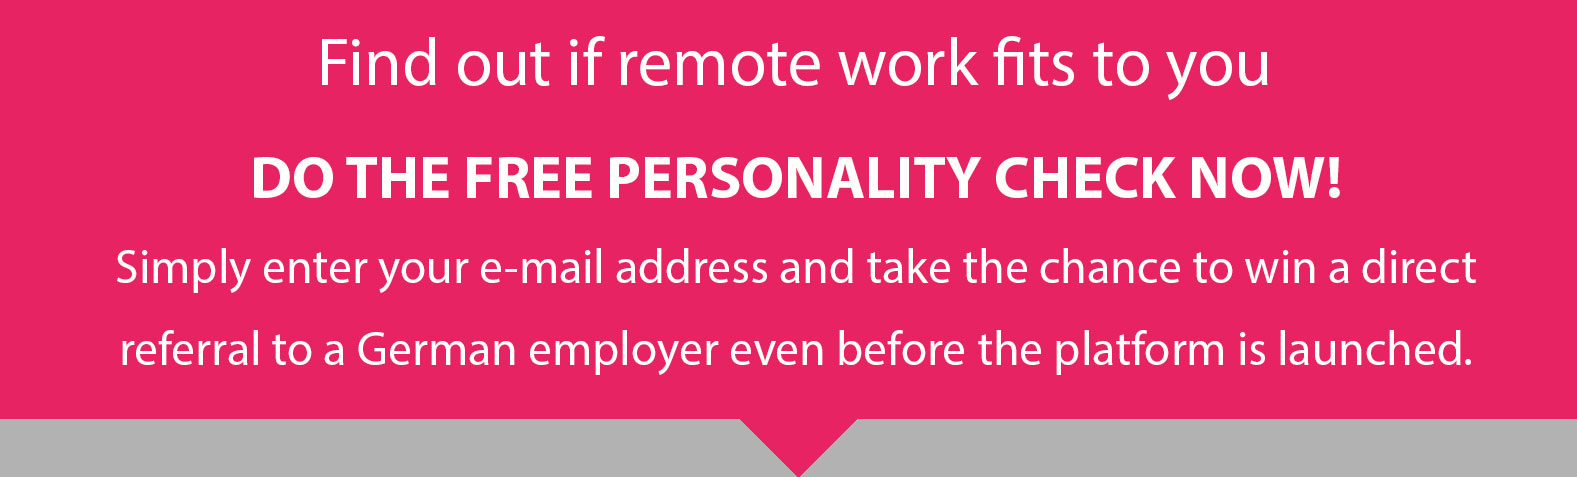 Find out if remote work fits to you
DO THE FREE PERSONALITY CHECK NOW!
Simply enter your e-mail address and take the chance to win a direct
referral to a German employer even before the platform is launched.